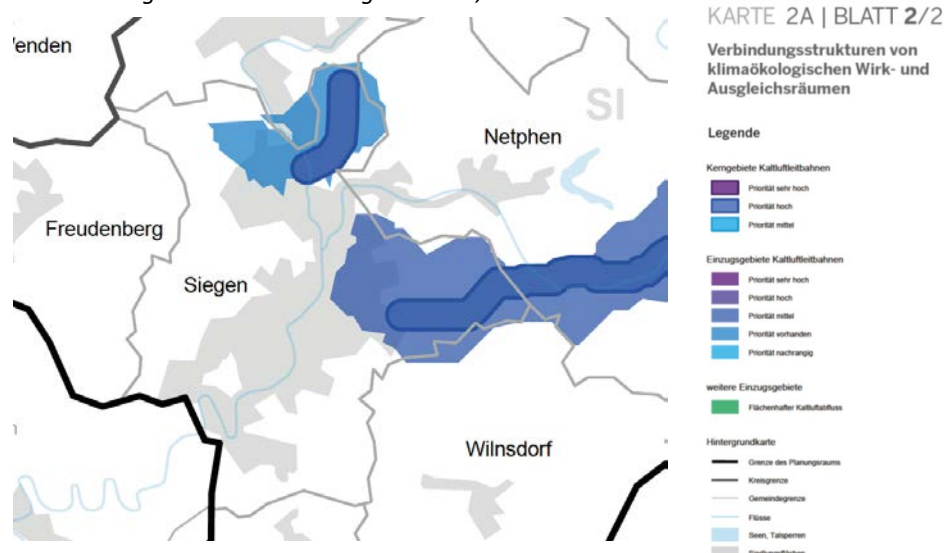 KARTE 2A | BLATT 2/2
Verbindungsstrukturen von
klimaökologischen Wirk- und
Ausgleichsräumen
Legende
Kerngebiete Kaltluftleitbahnen
Priorität sehr hoch
Priorität hoch
Priorität mittel
Einzugsgebiete Kaltluftleitbahnen
Priorität sehr hoch
Priorität hoch
Priorität mittel
Priorität vorhanden
Priorität nachrangig
weitere Einzugsgebiete
Flächenhafter Kaltluftabfluss
Hintergrundkarte
Grenze des Planungsraums
Kreisgrenze
Gemeindegrenze
Flüsse
Seen, Talsperren
Siedlungsflächen
enden
SI
Netphen
Freudenberg
Siegen
Wilnsdorf